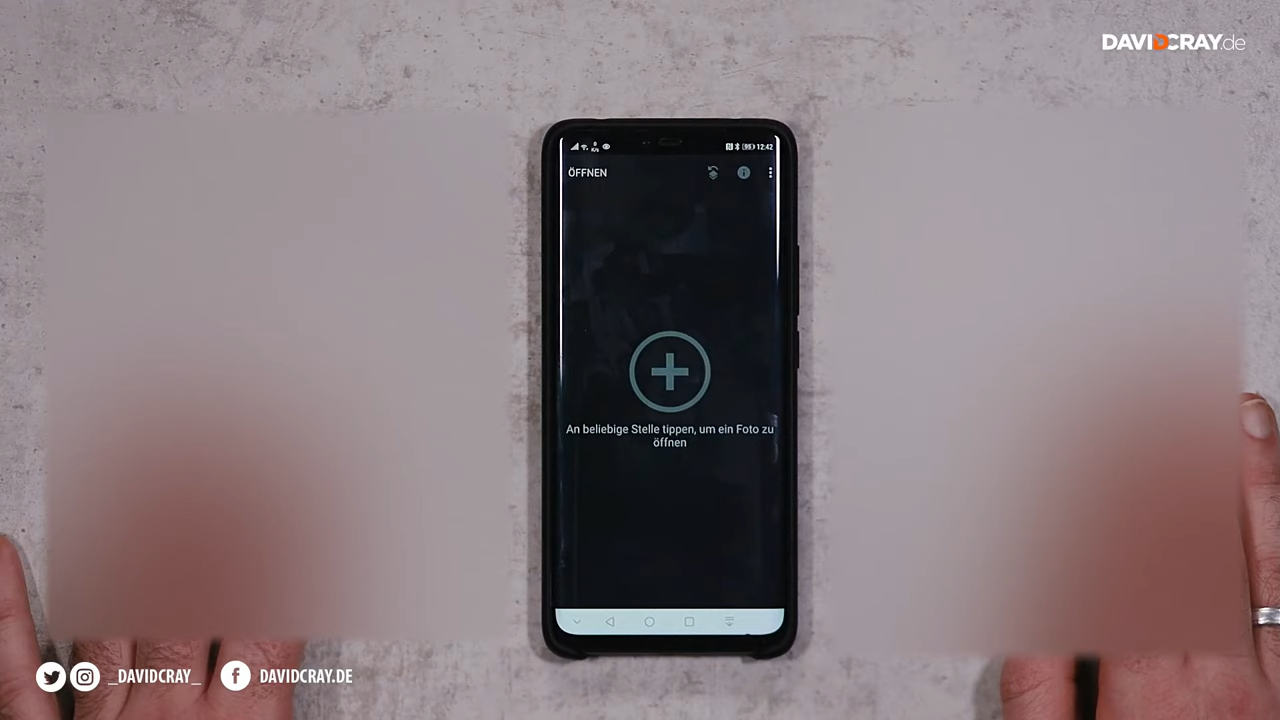 DAVIDCRAY.de
12:42
ÖFFNEN
An beliebige Stelle tippen, um ein Foto zu
öffnen
_DAVIDCRAY_ DAVIDCRAY.DE